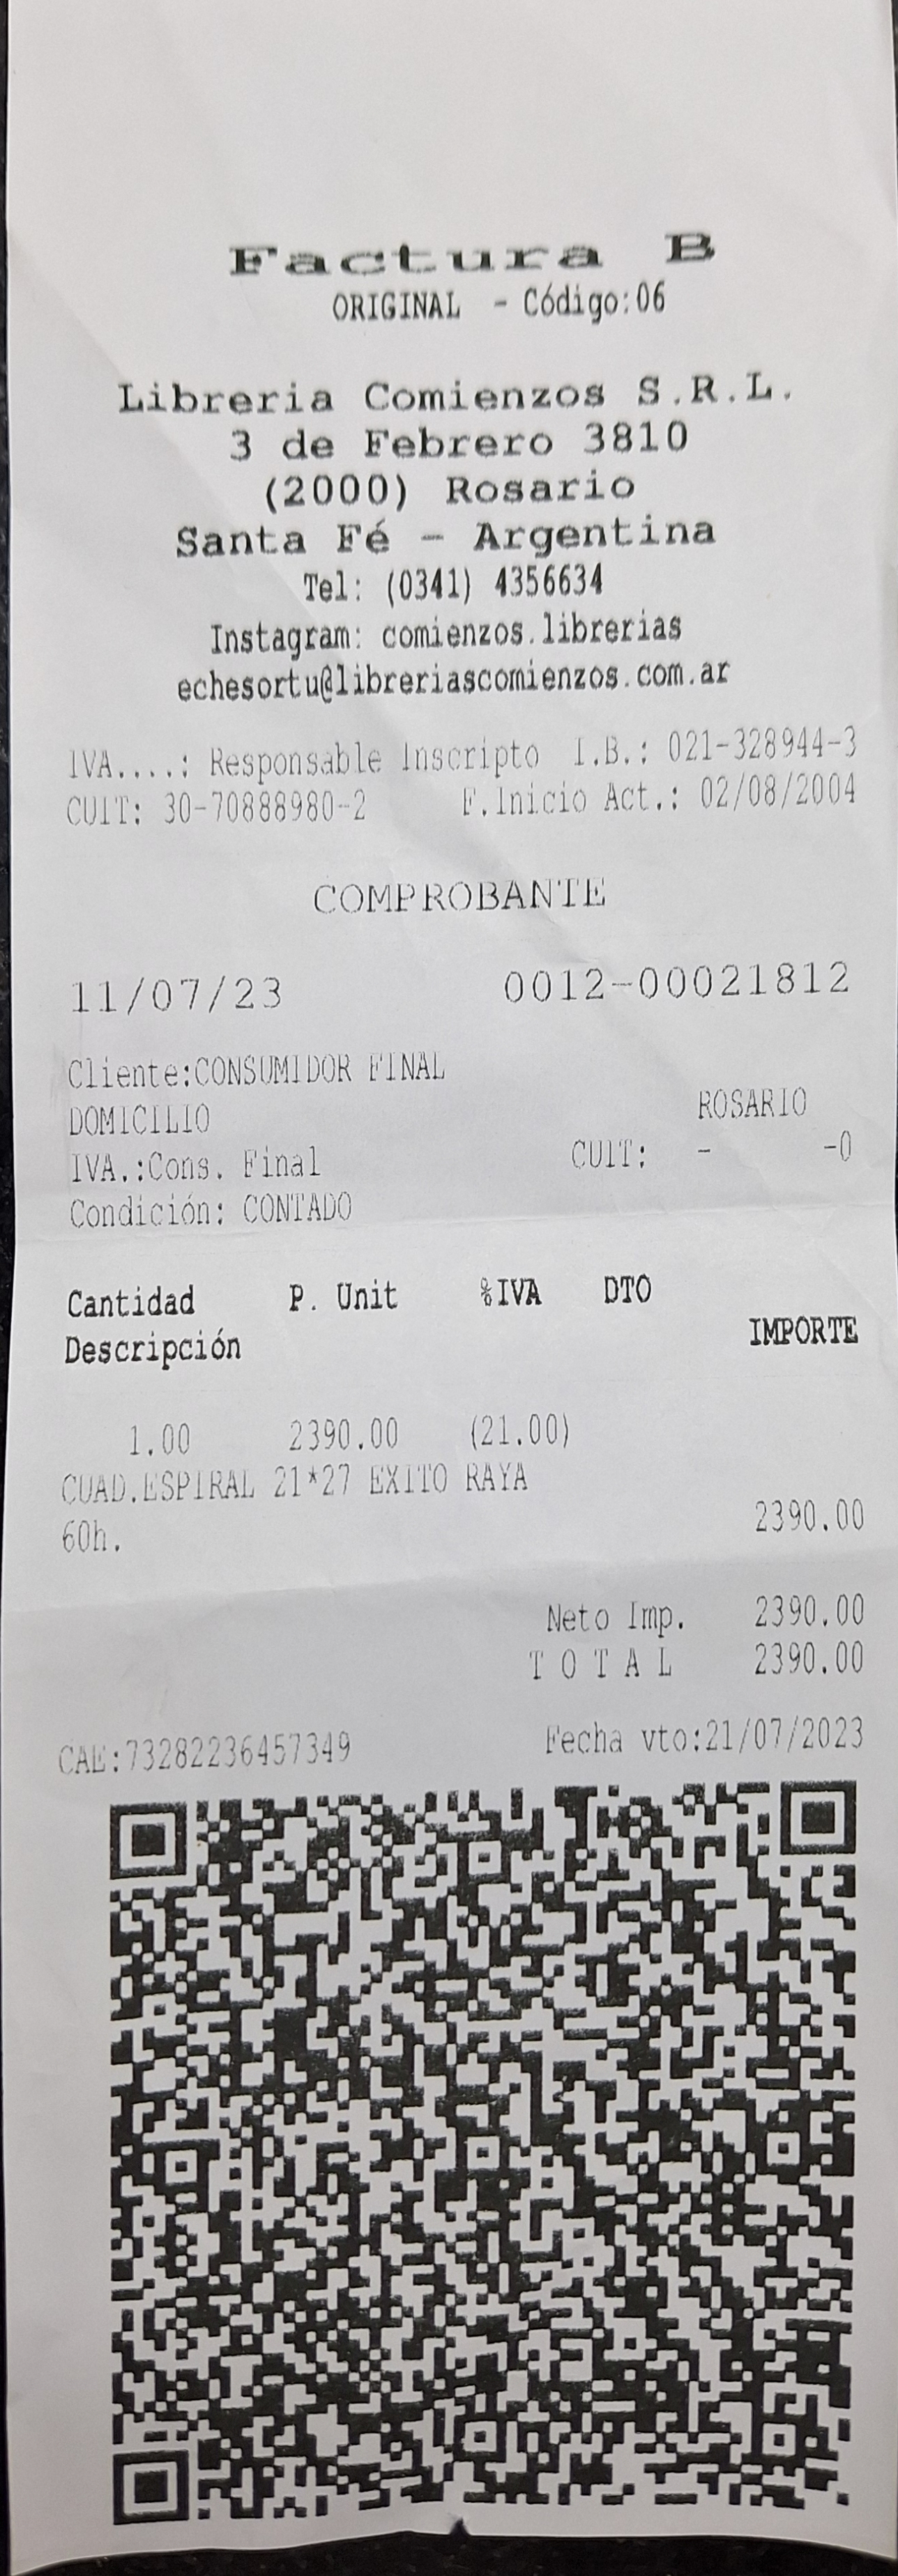 Factura B
ORIGINAL - Código:06
Libreria Comienzos S.R.L.
3 de Febrero 3810
(2000) Rosario
Santa Fé - Argentina
Tel: (0341) 4356634
Instagram: comienzos.librerias
echesortu@libreriascomienzos.com.ar
IVA....: Responsable Inscripto I.B.: 021-328944-3
CUIT: 30-70888980-2 F.Inicio Act.: 02/08/2004
COMPROBANTE
11/07/23 0012-00021812
Cliente:CONSUMIDOR FINAL
DOMICILIO ROSARIO
IVA.:Cons. Final CUIT: - -0
Condición: CONTADO
Cantidad P. Unit %IVA DTO
Descripción IMPORTE
1.00 2390.00 (21.00)
CUAD.ESPIRAL 21*27 EXITO RAYA
60h. 2390.00
Neto Imp. 2390.00
T O T A L 2390.00
CAE:73282236457349 Fecha vto:21/07/2023